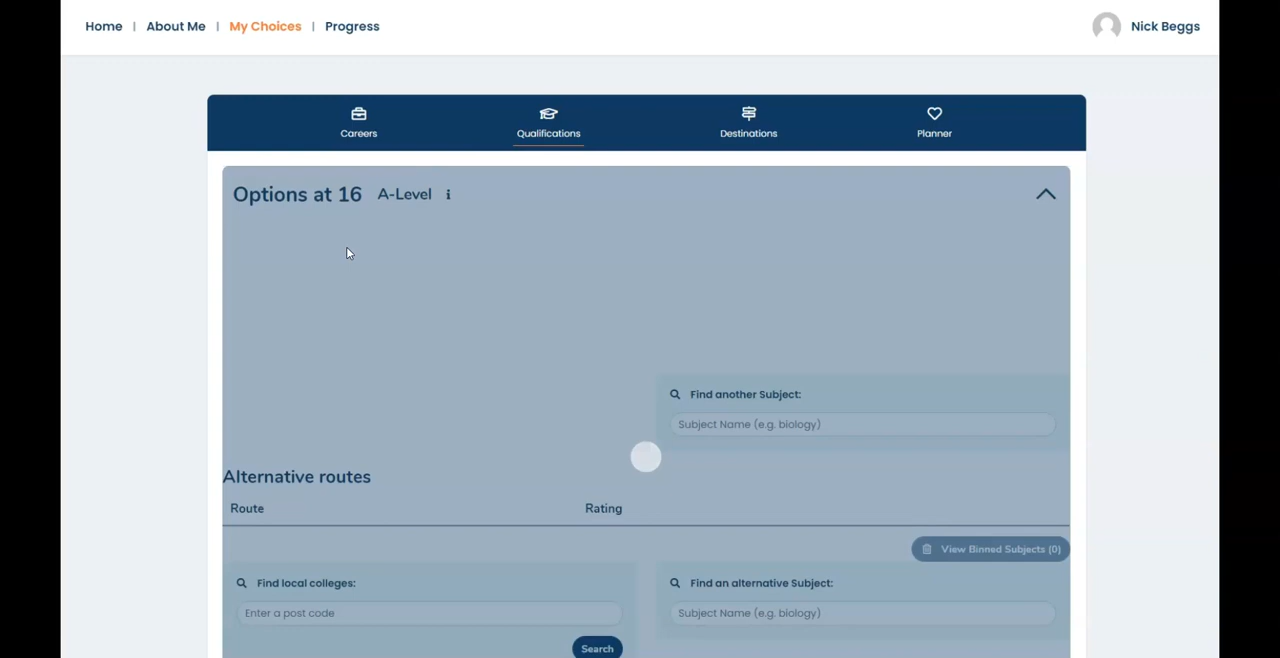 Home | About Me | My Choices | Progress
Nick Beggs
Careers
Qualifications
Destinations
Planner
Options at 16 A-Level i
Find another Subject:
Subject Name (e.g. biology)
Alternative routes
Route Rating
View Binned Subjects (0)
Find local colleges:
Enter a post code
Search
Find an alternative Subject:
Subject Name (e.g. biology)